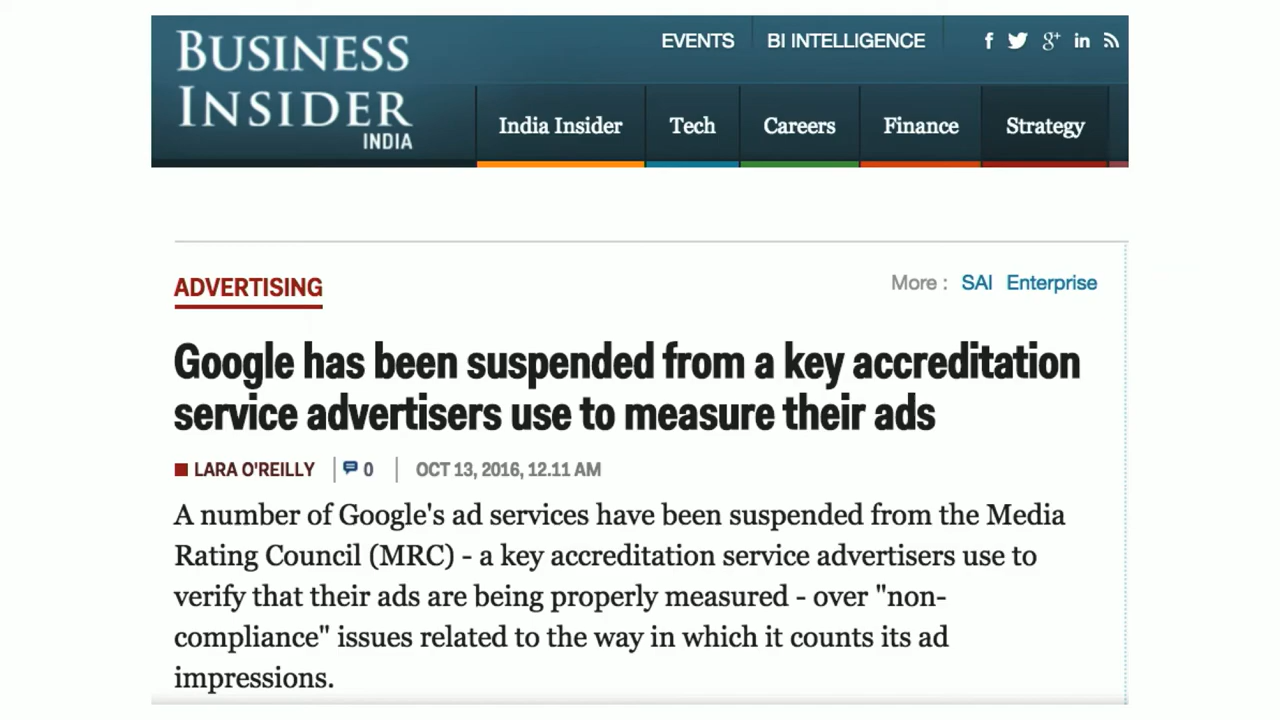 BUSINESS
INSIDER
INDIA
EVENTS BI INTELLIGENCE
India Insider Tech Careers Finance Strategy
ADVERTISING
More : SAI Enterprise
Google has been suspended from a key accreditation
service advertisers use to measure their ads
LARA O'REILLY 0 OCT 13, 2016, 12.11 AM
A number of Google's ad services have been suspended from the Media
Rating Council (MRC) - a key accreditation service advertisers use to
verify that their ads are being properly measured - over "non-
compliance" issues related to the way in which it counts its ad
impressions.